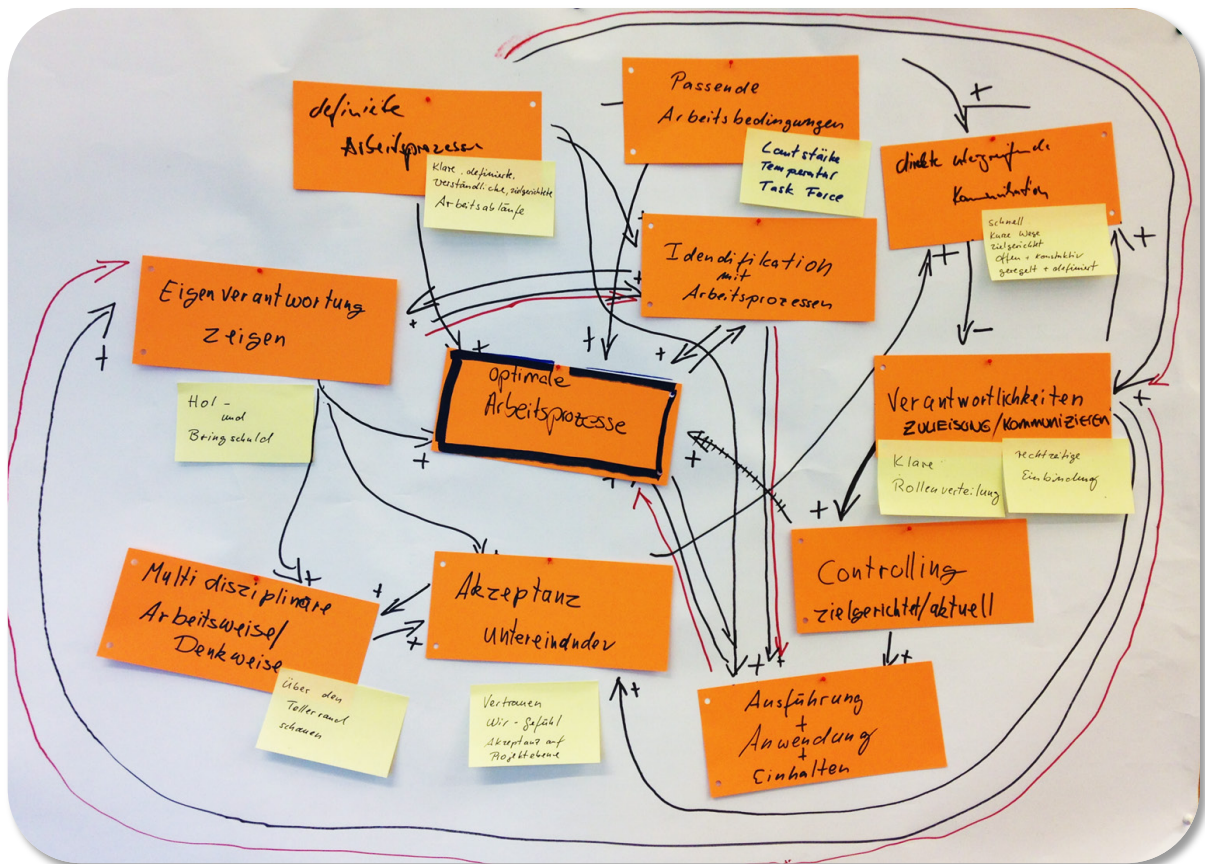 definierte
Arbeitsprozesse
Klare, definierte,
verständliche, zielgerichtete
Arbeitsabläufe
Passende
Arbeitsbedingungen
Lautstärke
Temperatur
Task Force
direkte übergreifende
Kommunikation
Schnell
Kurze Wege
zielgerichtet
Offen + konstruktiv
geregelt + definiert
Idendifikation
mit
Arbeitsprozessen
Eigenverantwortung
zeigen
Hol-
und
Bringschuld
optimale
Arbeitsprozesse
Verantwortlichkeiten
ZUWEISUNG/KOMMUNIZIEREN
Klare
Rollenverteilung
rechtzeitige
Einbindung
Controlling
zielgerichtet/aktuell
Multidisziplinäre
Arbeitsweise/
Denkweise
Über den
Tellerrand
schauen
Akzeptanz
untereinander
Vertrauen
Wir-Gefühl
Akzeptanz auf
Projektebene
Ausführung
+
Anwendung
+
Einhalten